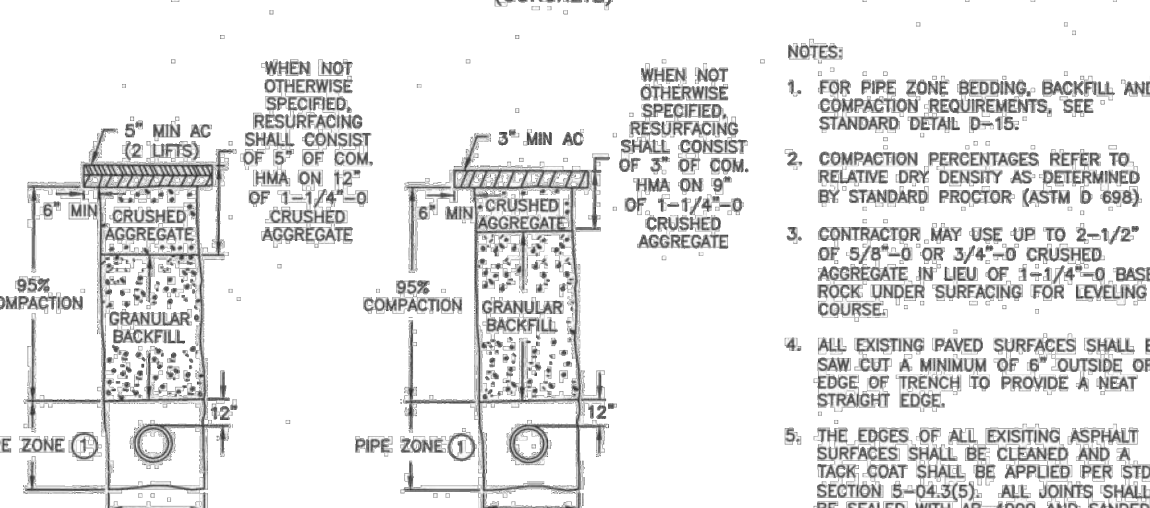 (CONCRETE)
5" MIN AC
(2 LIFTS)
WHEN NOT
OTHERWISE
SPECIFIED,
RESURFACING
SHALL CONSIST
OF 5" OF COM.
HMA ON 12"
OF 1-1/4"-0
CRUSHED
AGGREGATE
6" MIN
CRUSHED
AGGREGATE
95%
COMPACTION
GRANULAR
BACKFILL
12"
PE ZONE 1
3" MIN AC
WHEN NOT
OTHERWISE
SPECIFIED,
RESURFACING
SHALL CONSIST
OF 3" OF COM.
HMA ON 9"
OF 1-1/4"-0
CRUSHED
AGGREGATE
6" MIN
CRUSHED
AGGREGATE
95%
COMPACTION
GRANULAR
BACKFILL
12"
PIPE ZONE 1
NOTES:
1. FOR PIPE ZONE BEDDING, BACKFILL AND
COMPACTION REQUIREMENTS, SEE
STANDARD DETAIL D-15.
2. COMPACTION PERCENTAGES REFER TO
RELATIVE DRY DENSITY AS DETERMINED
BY STANDARD PROCTOR (ASTM D 698)
3. CONTRACTOR MAY USE UP TO 2-1/2"
OF 5/8"-0 OR 3/4"-0 CRUSHED
AGGREGATE IN LIEU OF 1-1/4"-0 BASE
ROCK UNDER SURFACING FOR LEVELING
COURSE.
4. ALL EXISTING PAVED SURFACES SHALL B
SAW CUT A MINIMUM OF 6" OUTSIDE OF
EDGE OF TRENCH TO PROVIDE A NEAT
STRAIGHT EDGE.
5. THE EDGES OF ALL EXISITING ASPHALT
SURFACES SHALL BE CLEANED AND A
TACK COAT SHALL BE APPLIED PER STD
SECTION 5-04.3(5). ALL JOINTS SHALL
BE SEALED WITH AND SANDED